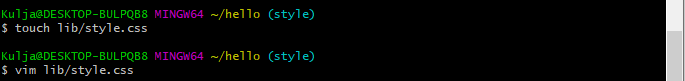 Kulja@DESKTOP-BULPQB8 MINGW64 ~/hello (style)
$ touch lib/style.css
Kulja@DESKTOP-BULPQB8 MINGW64 ~/hello (style)
$ vim lib/style.css